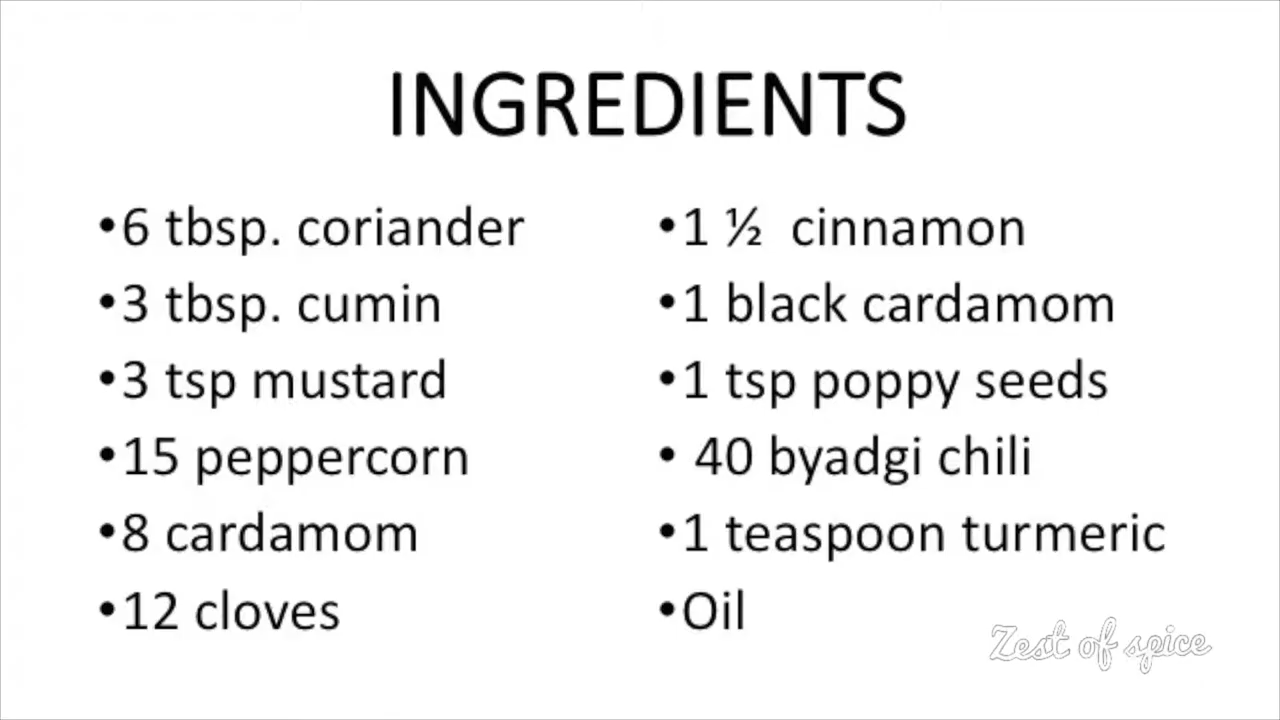 INGREDIENTS
•6 tbsp. coriander
•3 tbsp. cumin
•3 tsp mustard
•15 peppercorn
•8 cardamom
•12 cloves
•1 ½  cinnamon
•1 black cardamom
•1 tsp poppy seeds
• 40 byadgi chili
•1 teaspoon turmeric
•Oil
Zest of spice